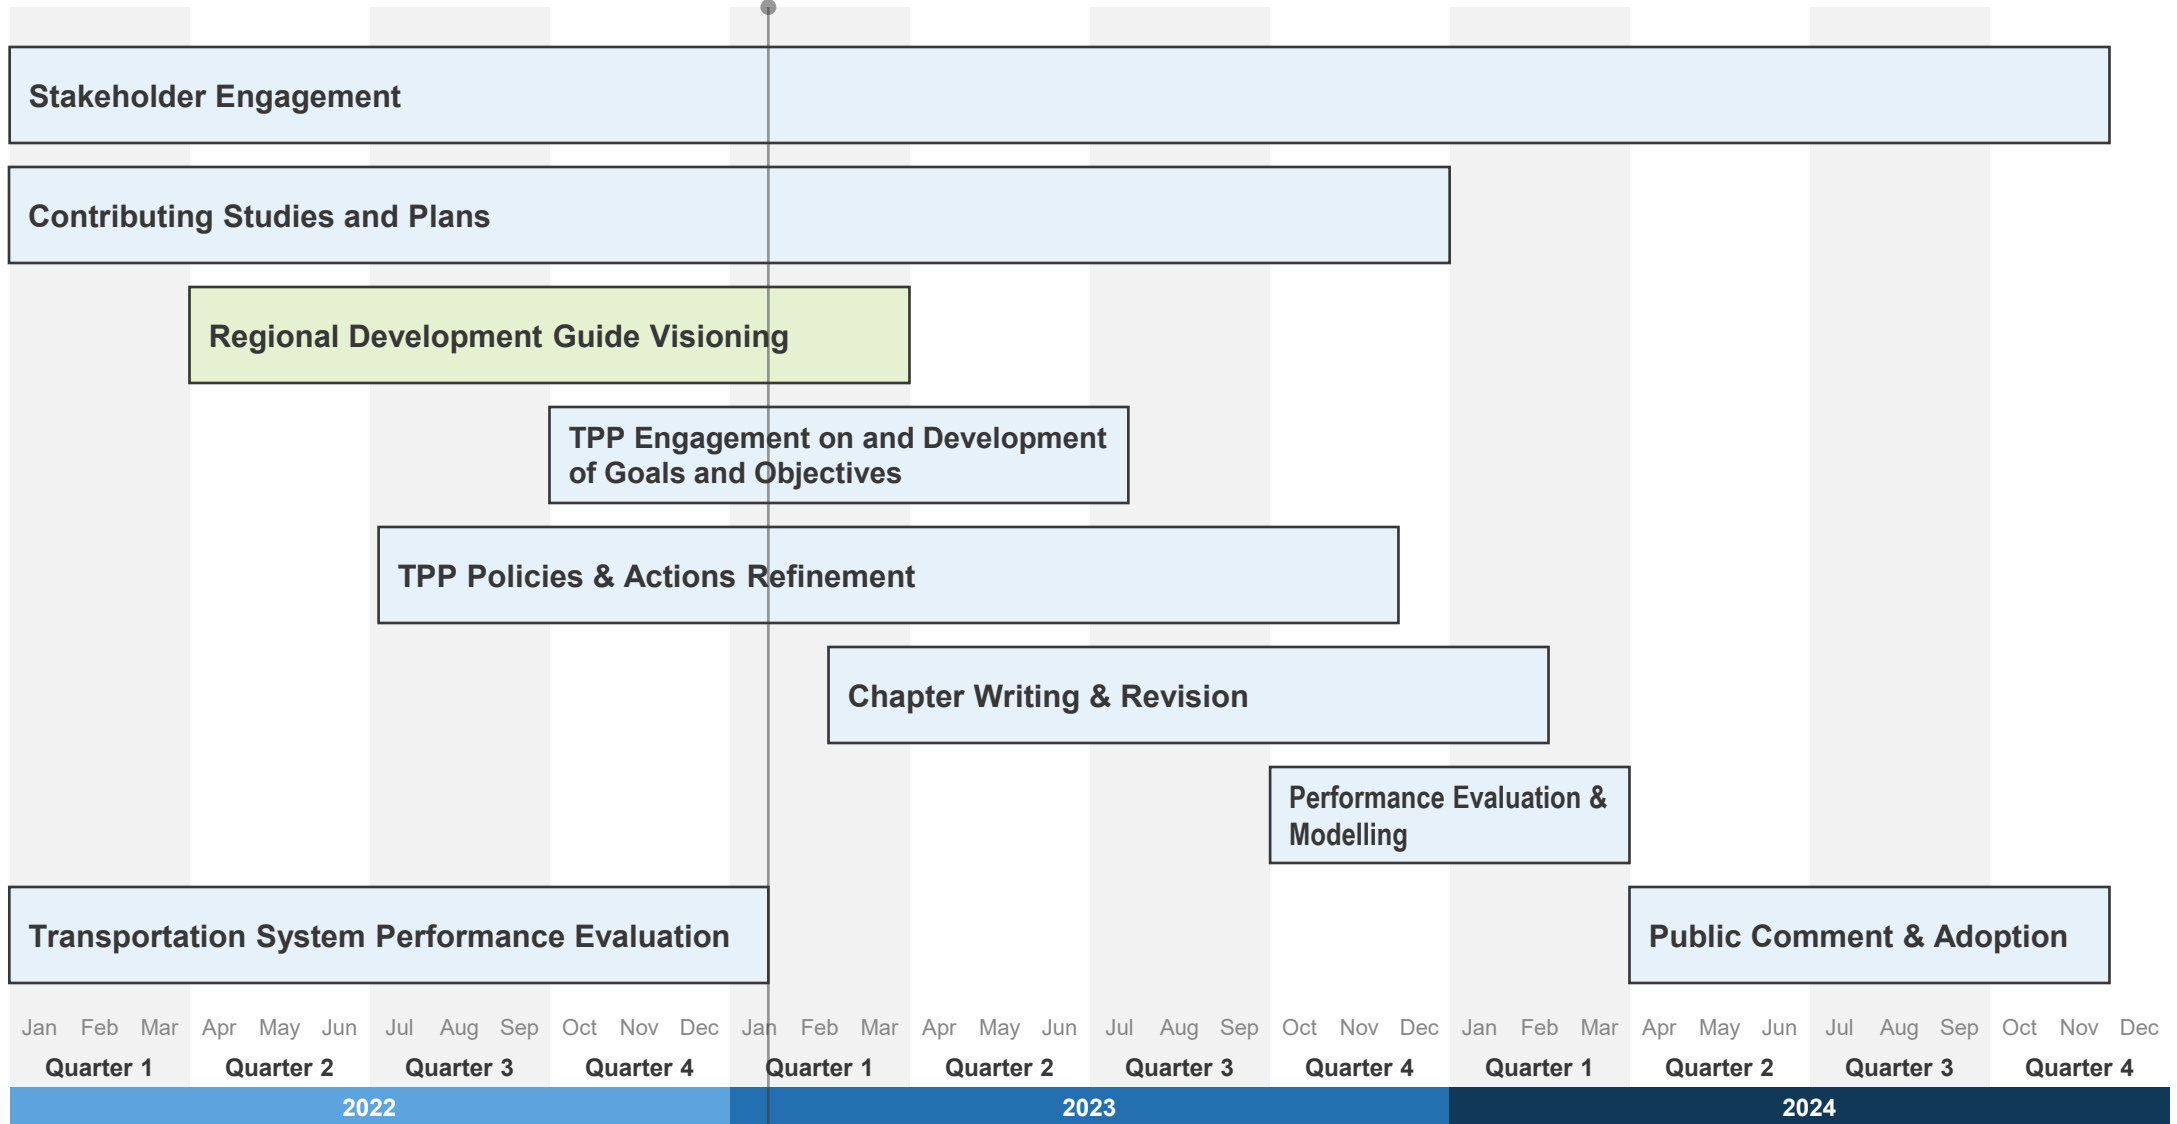 Stakeholder Engagement
Contributing Studies and Plans
Regional Development Guide Visioning
TPP Engagement on and Development
of Goals and Objectives
TPP Policies & Actions Refinement
Chapter Writing & Revision
Performance Evaluation &
Modelling
Transportation System Performance Evaluation
Public Comment & Adoption
Jan Feb Mar Apr May Jun Jul Aug Sep Oct Nov Dec Jan Feb Mar Apr May Jun Jul Aug Sep Oct Nov Dec Jan Feb Mar Apr May Jun Jul Aug Sep Oct Nov Dec
Quarter 1 Quarter 2 Quarter 3 Quarter 4 Quarter 1 Quarter 2 Quarter 3 Quarter 4 Quarter 1 Quarter 2 Quarter 3 Quarter 4
2022 2023 2024